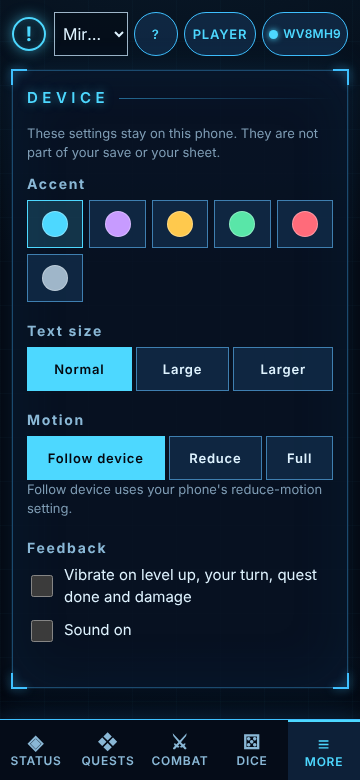 !
Mir...
?
PLAYER
WV8MH9
DEVICE
These settings stay on this phone. They are not
part of your save or your sheet.
Accent
Text size
Normal
Large
Larger
Motion
Follow device
Reduce
Full
Follow device uses your phone's reduce-motion
setting.
Feedback
Vibrate on level up, your turn, quest
done and damage
Sound on
STATUS
QUESTS
COMBAT
DICE
MORE